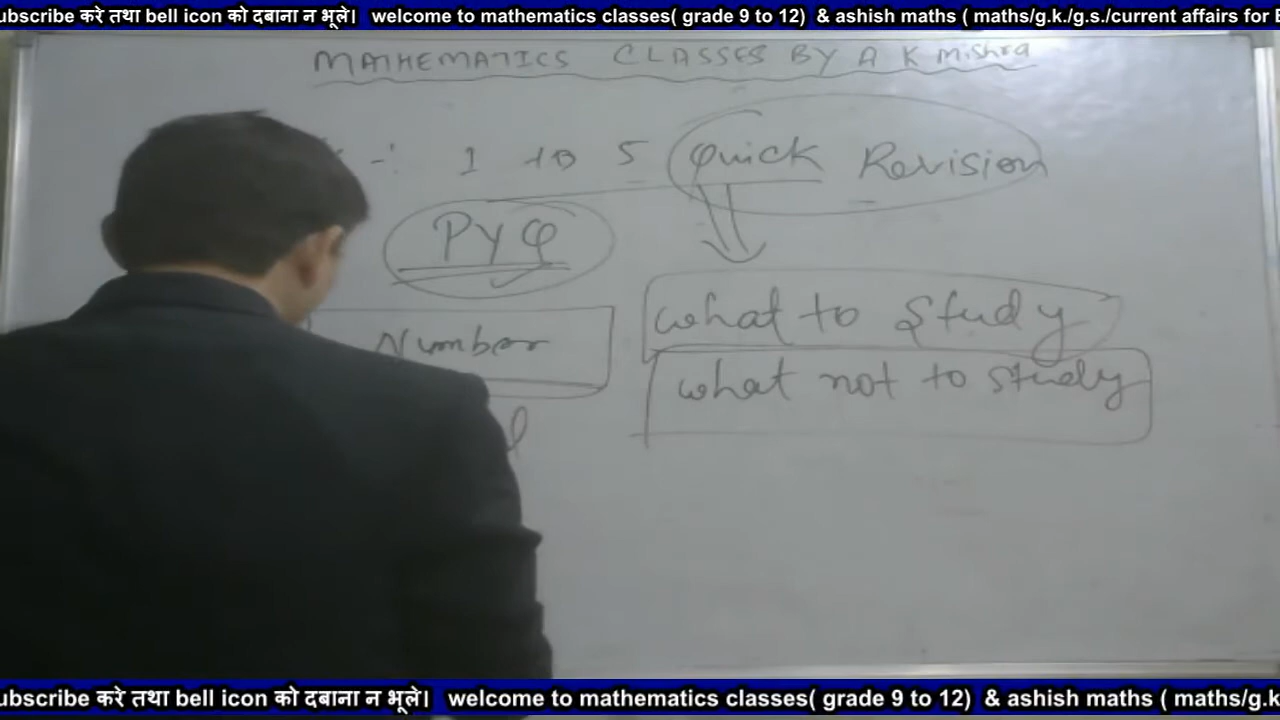 ubscribe करे तथा bell icon को दबाना न भूले। welcome to mathematics classes( grade 9 to 12) & ashish maths ( maths/g.k./g.s./current affairs for E
MATHEMATICS CLASSES BY A K Mishra
1 to 5 Quick Revision
PYQ
what to study
Number
what not to study
ubscribe करे तथा bell icon को दबाना न भूले। welcome to mathematics classes( grade 9 to 12) & ashish maths ( maths/g.k